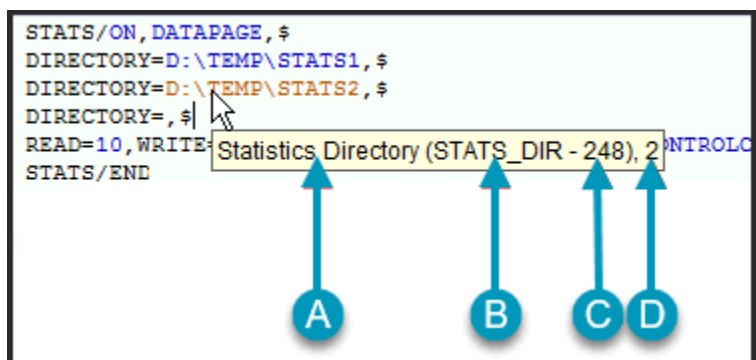 STATS/ON,DATAPAGE,$
DIRECTORY=D:\TEMP\STATS1,$
DIRECTORY=D:\TEMP\STATS2,$
DIRECTORY=,$
READ=10,WRITE= NTROLO
Statistics Directory (STATS_DIR - 248), 2
STATS/END
A B C D